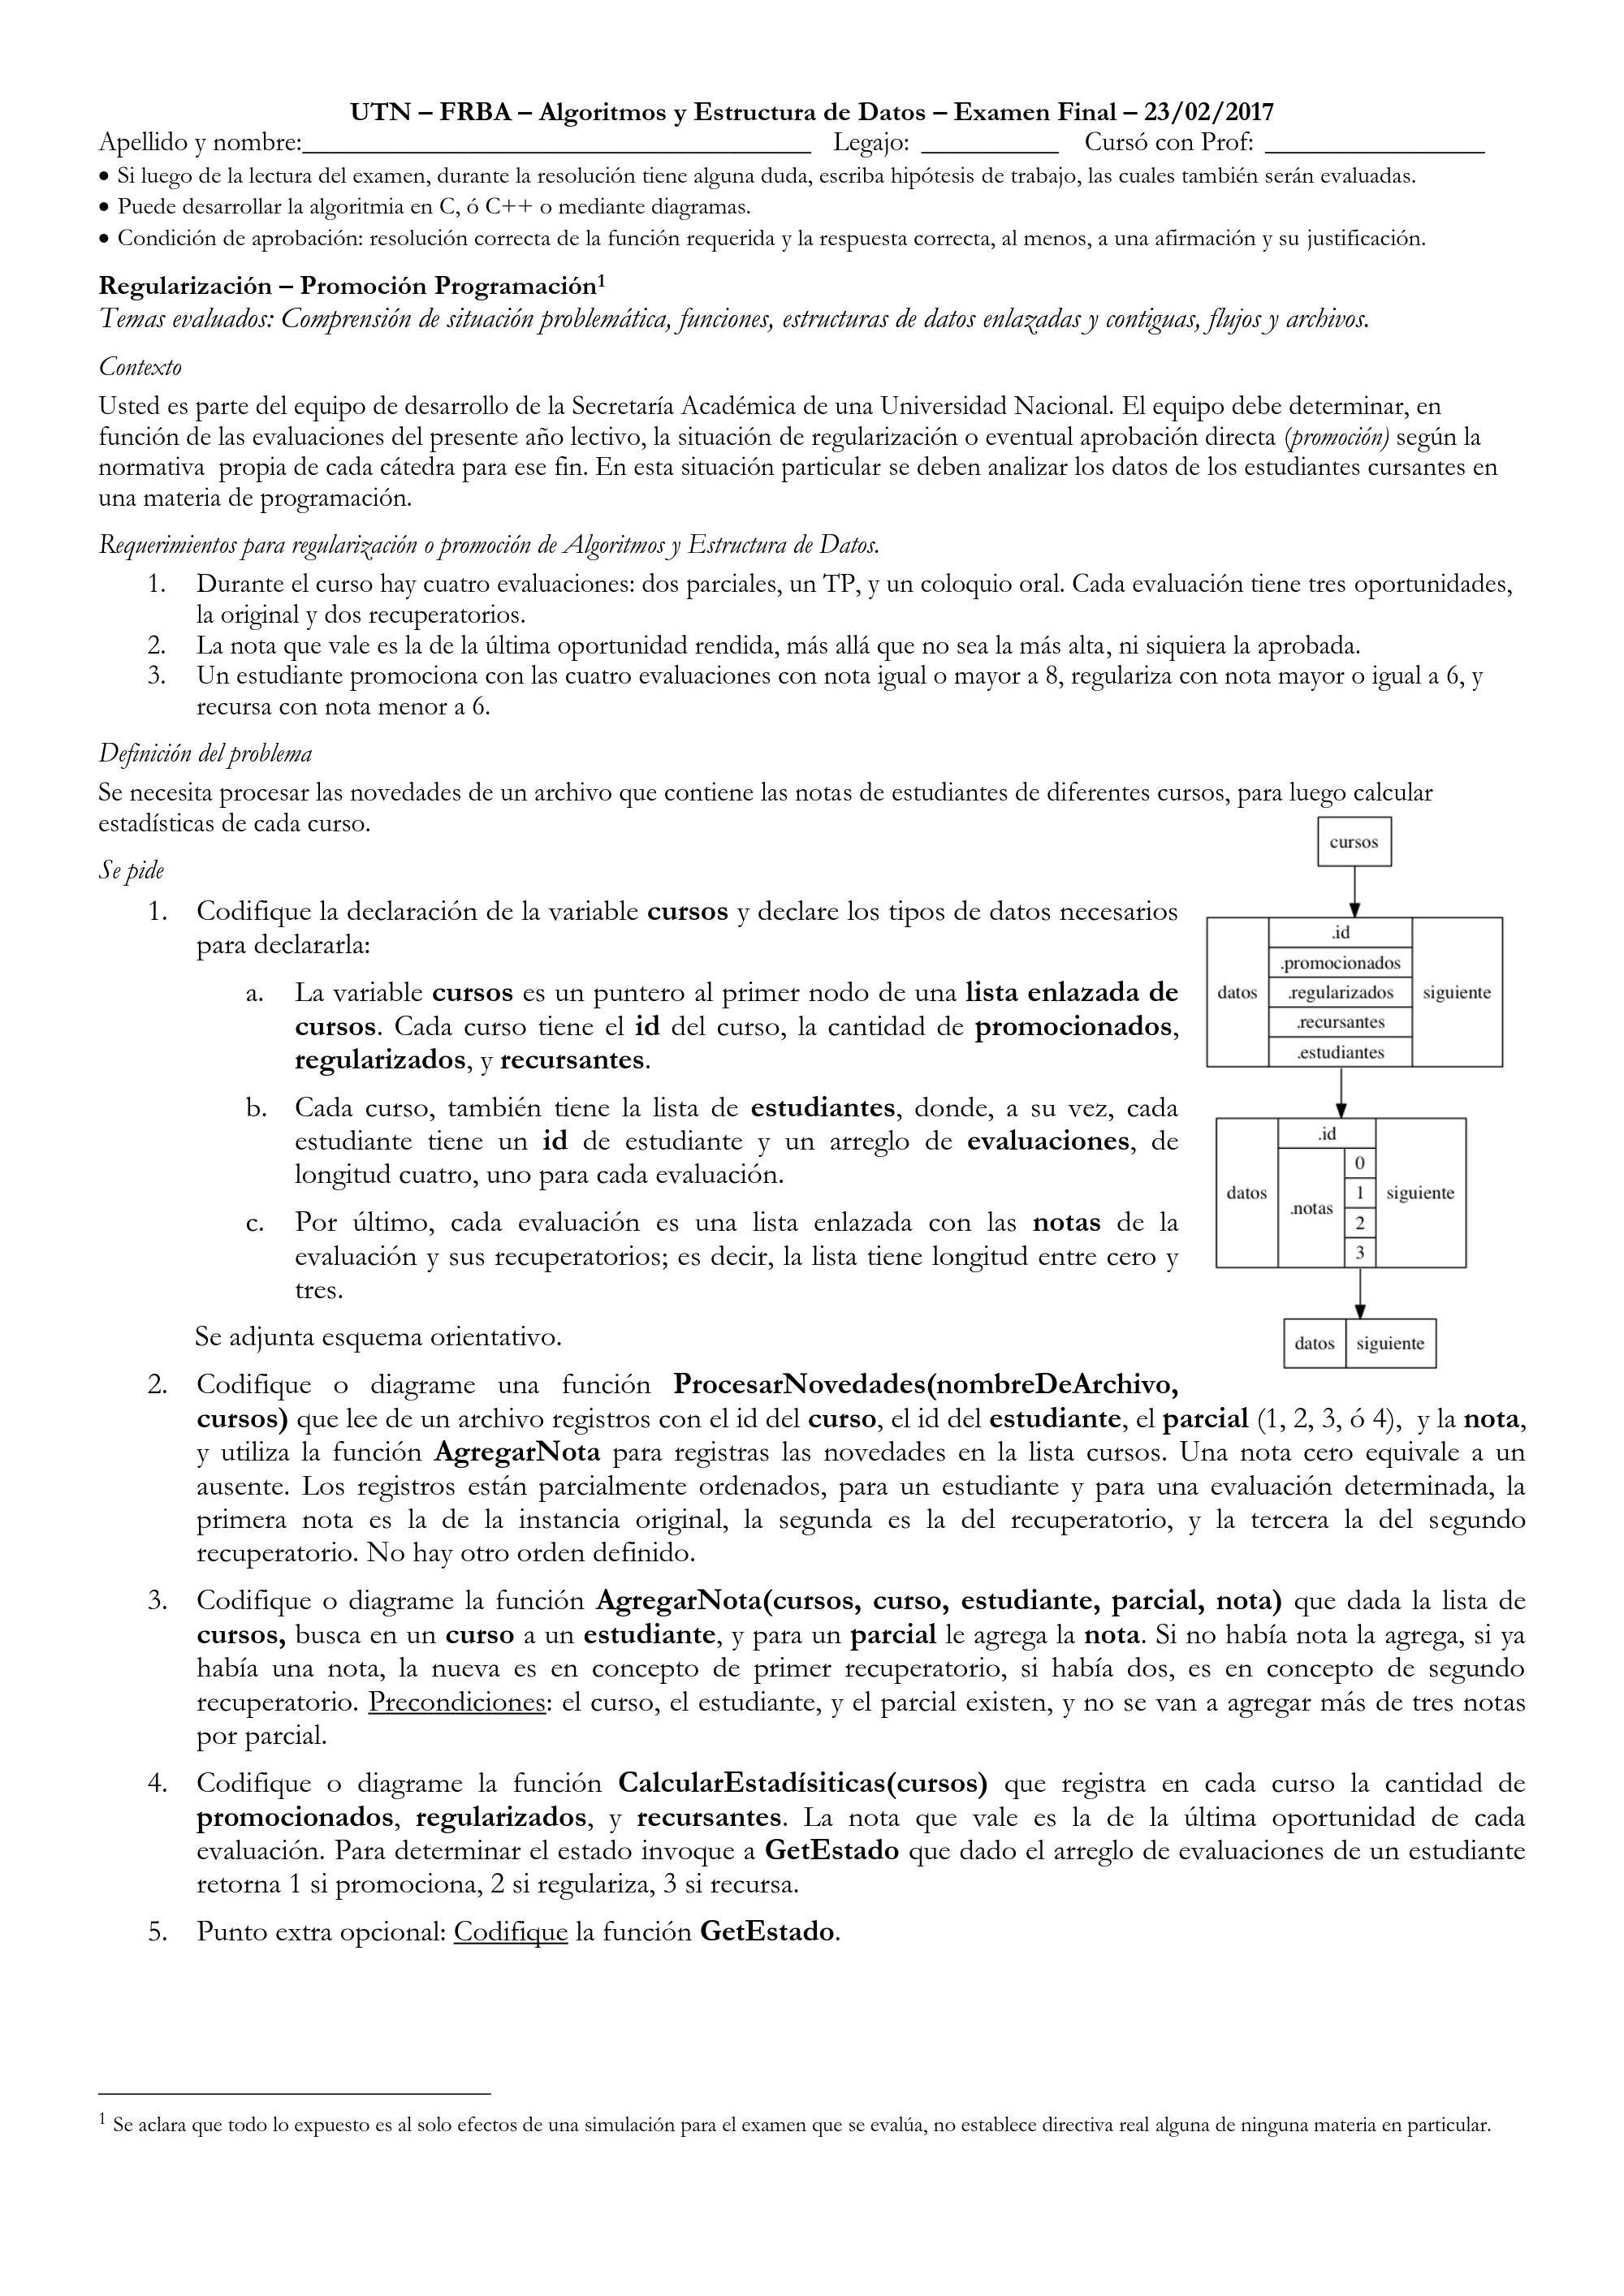 UTN – FRBA – Algoritmos y Estructura de Datos – Examen Final – 23/02/2017
Apellido y nombre:_____________________________________ Legajo: __________ Cursó con Prof: ________________
• Si luego de la lectura del examen, durante la resolución tiene alguna duda, escriba hipótesis de trabajo, las cuales también serán evaluadas.
• Puede desarrollar la algoritmia en C, ó C++ o mediante diagramas.
• Condición de aprobación: resolución correcta de la función requerida y la respuesta correcta, al menos, a una afirmación y su justificación.
Regularización – Promoción Programación1
Temas evaluados: Comprensión de situación problemática, funciones, estructuras de datos enlazadas y contiguas, flujos y archivos.
Contexto
Usted es parte del equipo de desarrollo de la Secretaría Académica de una Universidad Nacional. El equipo debe determinar, en
función de las evaluaciones del presente año lectivo, la situación de regularización o eventual aprobación directa (promoción) según la
normativa propia de cada cátedra para ese fin. En esta situación particular se deben analizar los datos de los estudiantes cursantes en
una materia de programación.
Requerimientos para regularización o promoción de Algoritmos y Estructura de Datos.
1. Durante el curso hay cuatro evaluaciones: dos parciales, un TP, y un coloquio oral. Cada evaluación tiene tres oportunidades,
la original y dos recuperatorios.
2. La nota que vale es la de la última oportunidad rendida, más allá que no sea la más alta, ni siquiera la aprobada.
3. Un estudiante promociona con las cuatro evaluaciones con nota igual o mayor a 8, regulariza con nota mayor o igual a 6, y
recursa con nota menor a 6.
Definición del problema
Se necesita procesar las novedades de un archivo que contiene las notas de estudiantes de diferentes cursos, para luego calcular
estadísticas de cada curso.
Se pide
1. Codifique la declaración de la variable cursos y declare los tipos de datos necesarios
para declararla:
a. La variable cursos es un puntero al primer nodo de una lista enlazada de
cursos. Cada curso tiene el id del curso, la cantidad de promocionados,
regularizados, y recursantes.
b. Cada curso, también tiene la lista de estudiantes, donde, a su vez, cada
estudiante tiene un id de estudiante y un arreglo de evaluaciones, de
longitud cuatro, uno para cada evaluación.
c. Por último, cada evaluación es una lista enlazada con las notas de la
evaluación y sus recuperatorios; es decir, la lista tiene longitud entre cero y
tres.
Se adjunta esquema orientativo.
cursos
datos
.id
.promocionados
.regularizados
.recursantes
.estudiantes
siguiente
datos
.id
.notas
0
1
2
3
siguiente
datos
siguiente
2. Codifique o diagrame una función ProcesarNovedades(nombreDeArchivo,
cursos) que lee de un archivo registros con el id del curso, el id del estudiante, el parcial (1, 2, 3, ó 4), y la nota,
y utiliza la función AgregarNota para registras las novedades en la lista cursos. Una nota cero equivale a un
ausente. Los registros están parcialmente ordenados, para un estudiante y para una evaluación determinada, la
primera nota es la de la instancia original, la segunda es la del recuperatorio, y la tercera la del segundo
recuperatorio. No hay otro orden definido.
3. Codifique o diagrame la función AgregarNota(cursos, curso, estudiante, parcial, nota) que dada la lista de
cursos, busca en un curso a un estudiante, y para un parcial le agrega la nota. Si no había nota la agrega, si ya
había una nota, la nueva es en concepto de primer recuperatorio, si había dos, es en concepto de segundo
recuperatorio. Precondiciones: el curso, el estudiante, y el parcial existen, y no se van a agregar más de tres notas
por parcial.
4. Codifique o diagrame la función CalcularEstadísiticas(cursos) que registra en cada curso la cantidad de
promocionados, regularizados, y recursantes. La nota que vale es la de la última oportunidad de cada
evaluación. Para determinar el estado invoque a GetEstado que dado el arreglo de evaluaciones de un estudiante
retorna 1 si promociona, 2 si regulariza, 3 si recursa.
5. Punto extra opcional: Codifique la función GetEstado.
1 Se aclara que todo lo expuesto es al solo efectos de una simulación para el examen que se evalúa, no establece directiva real alguna de ninguna materia en particular.